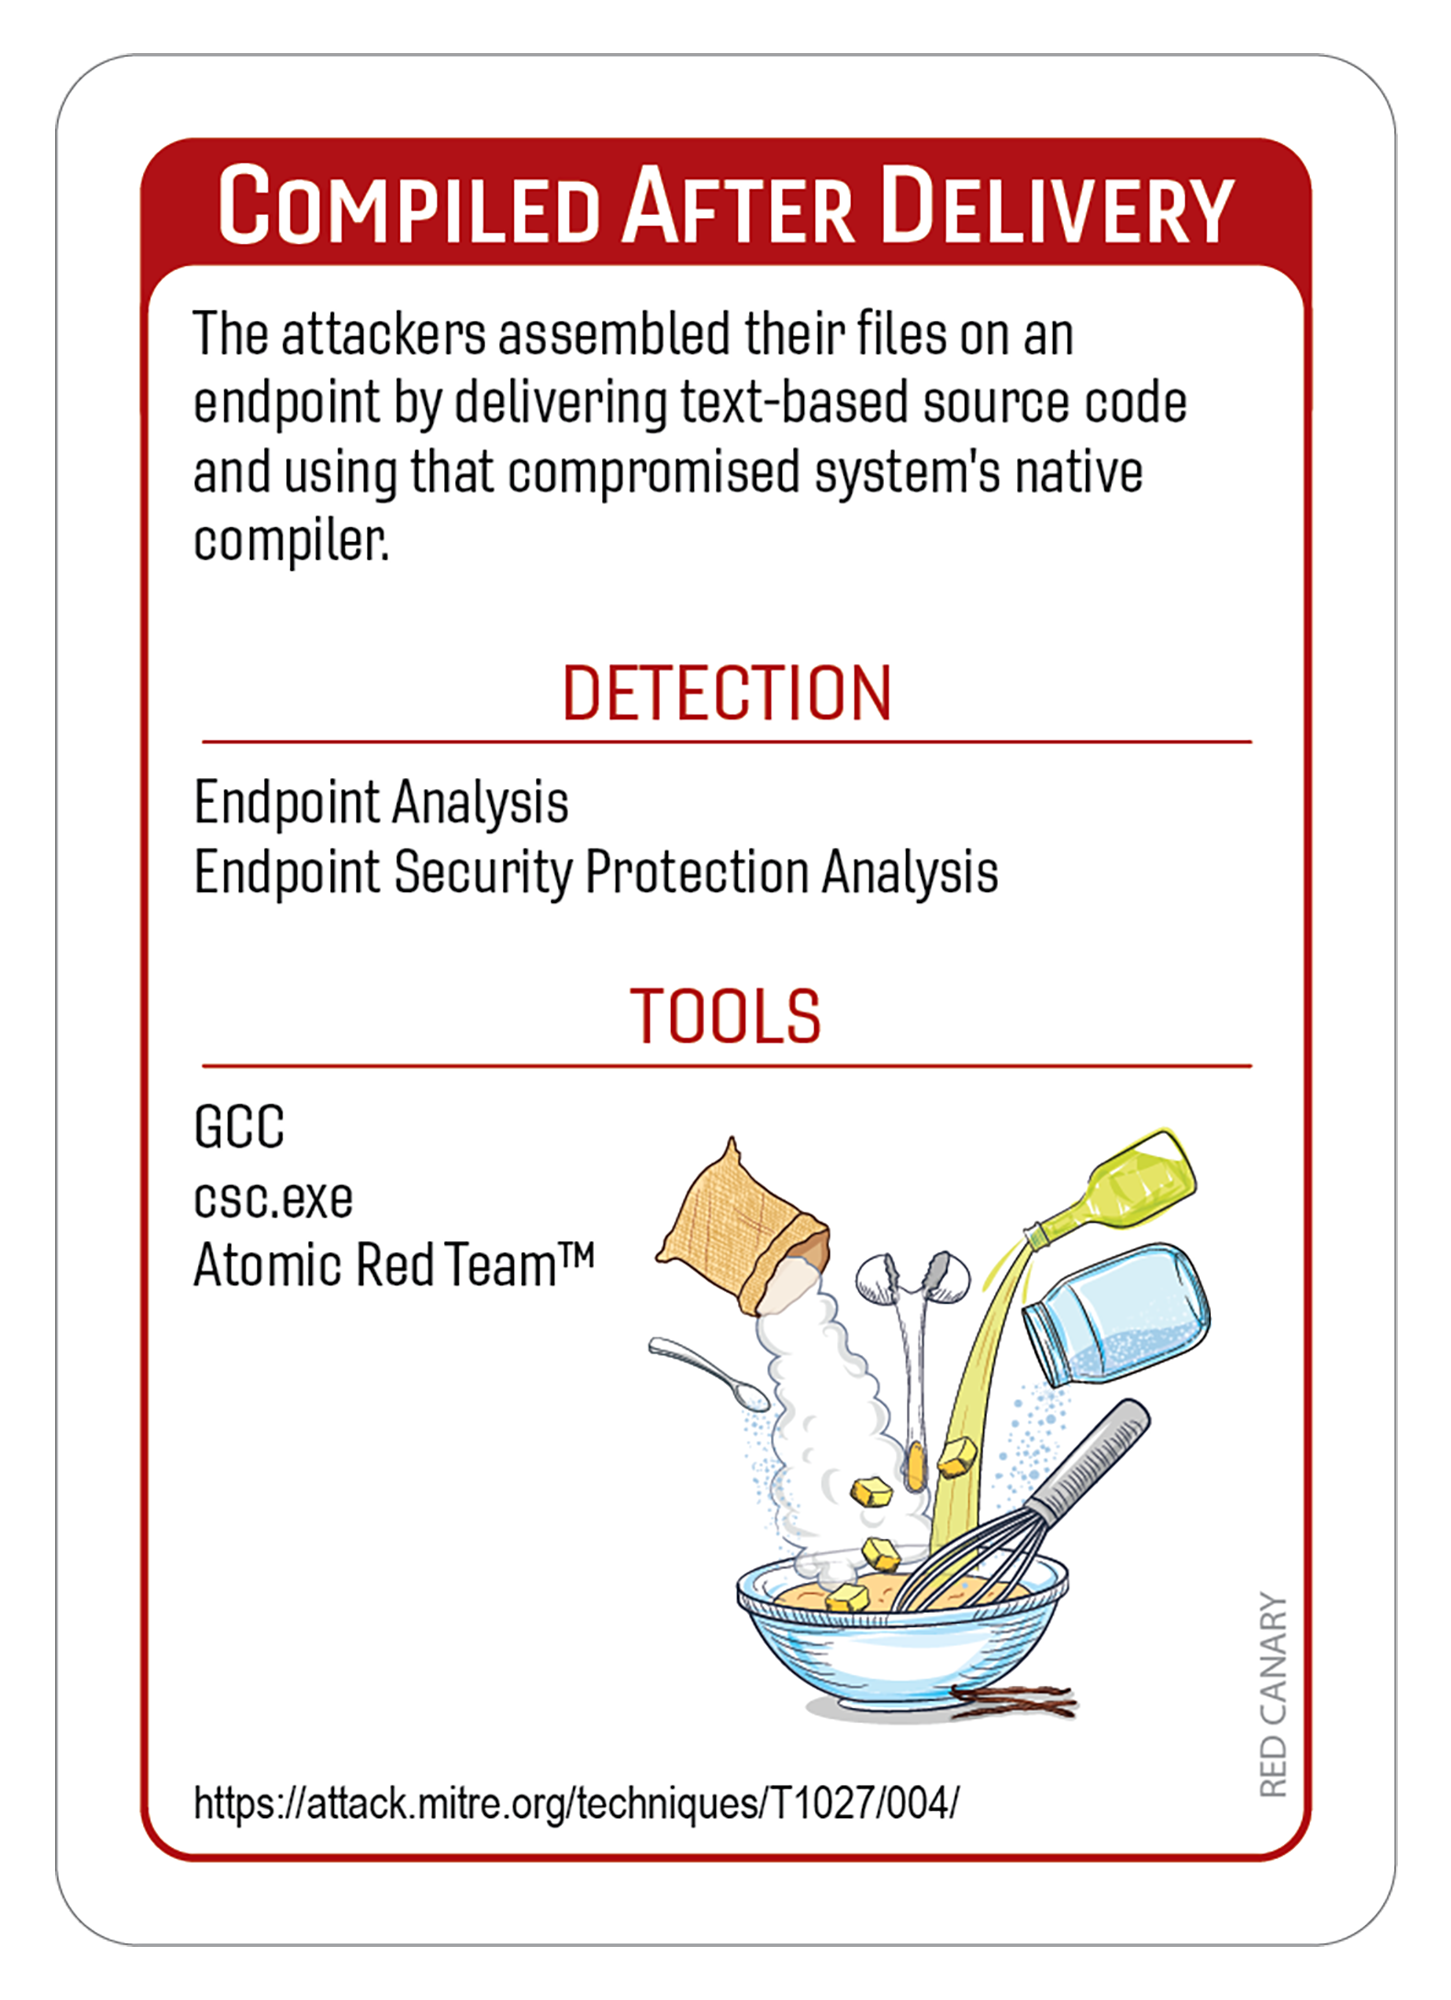 COMPILED AFTER DELIVERY
The attackers assembled their files on an
endpoint by delivering text-based source code
and using that compromised system's native
compiler.
DETECTION
Endpoint Analysis
Endpoint Security Protection Analysis
TOOLS
GCC
csc.exe
Atomic Red Team™
https://attack.mitre.org/techniques/T1027/004/
RED CANARY